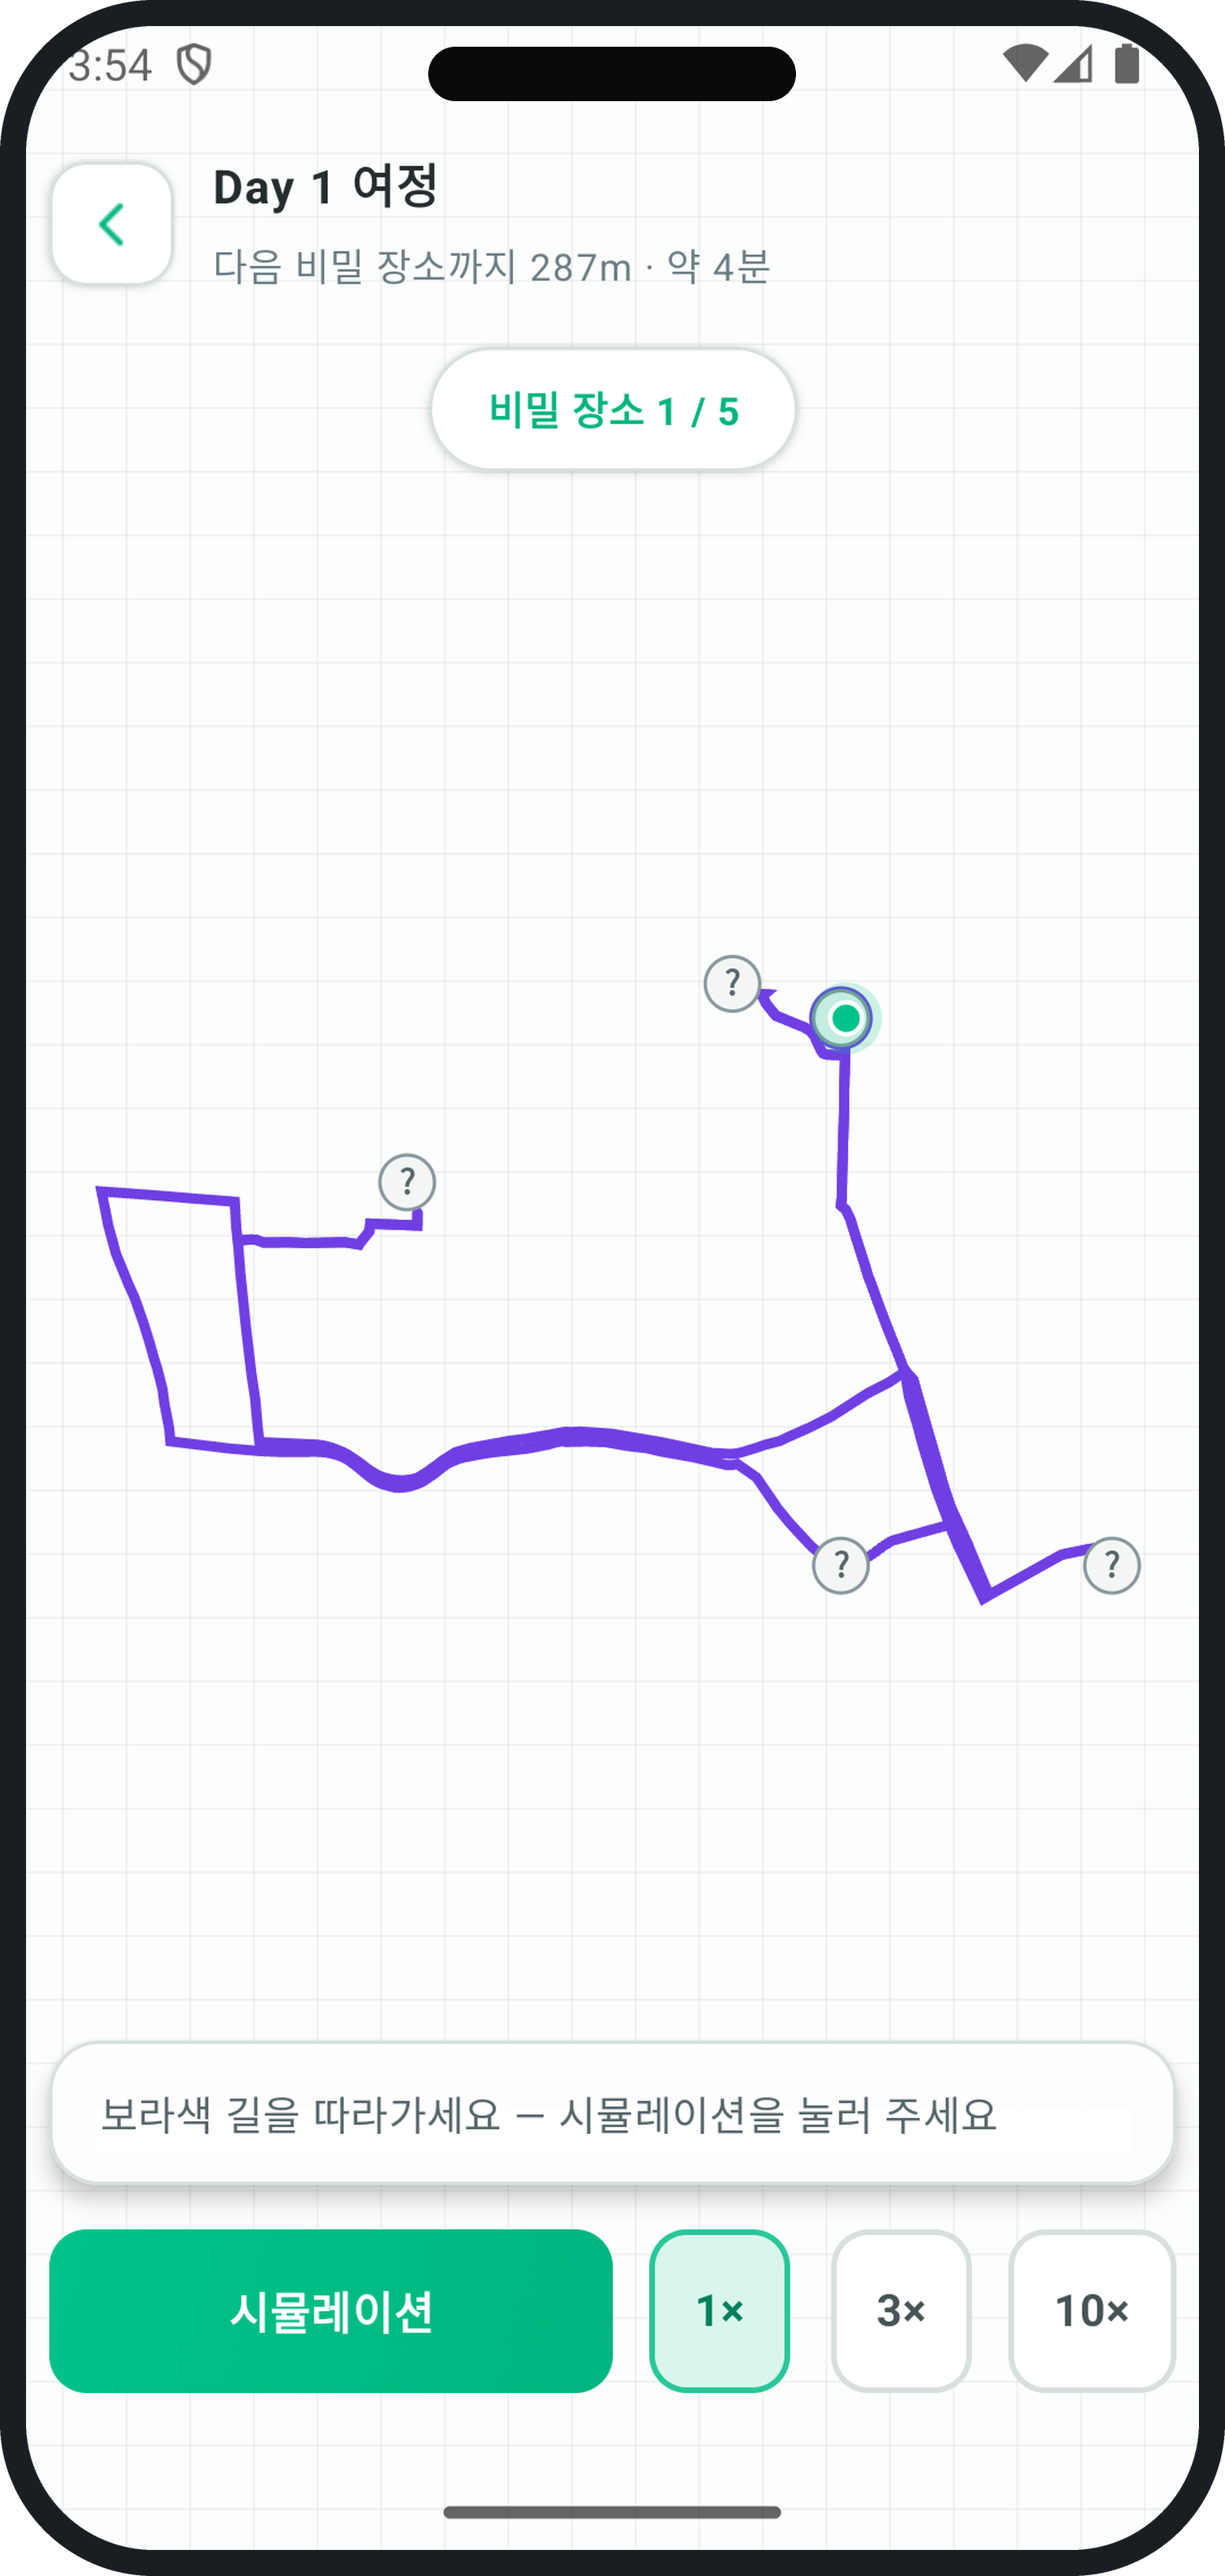 3:54
Day 1 여정
다음 비밀 장소까지 287m · 약 4분
비밀 장소 1 / 5
?
?
?
?
보라색 길을 따라가세요 — 시뮬레이션을 눌러 주세요
시뮬레이션 1× 3× 10×